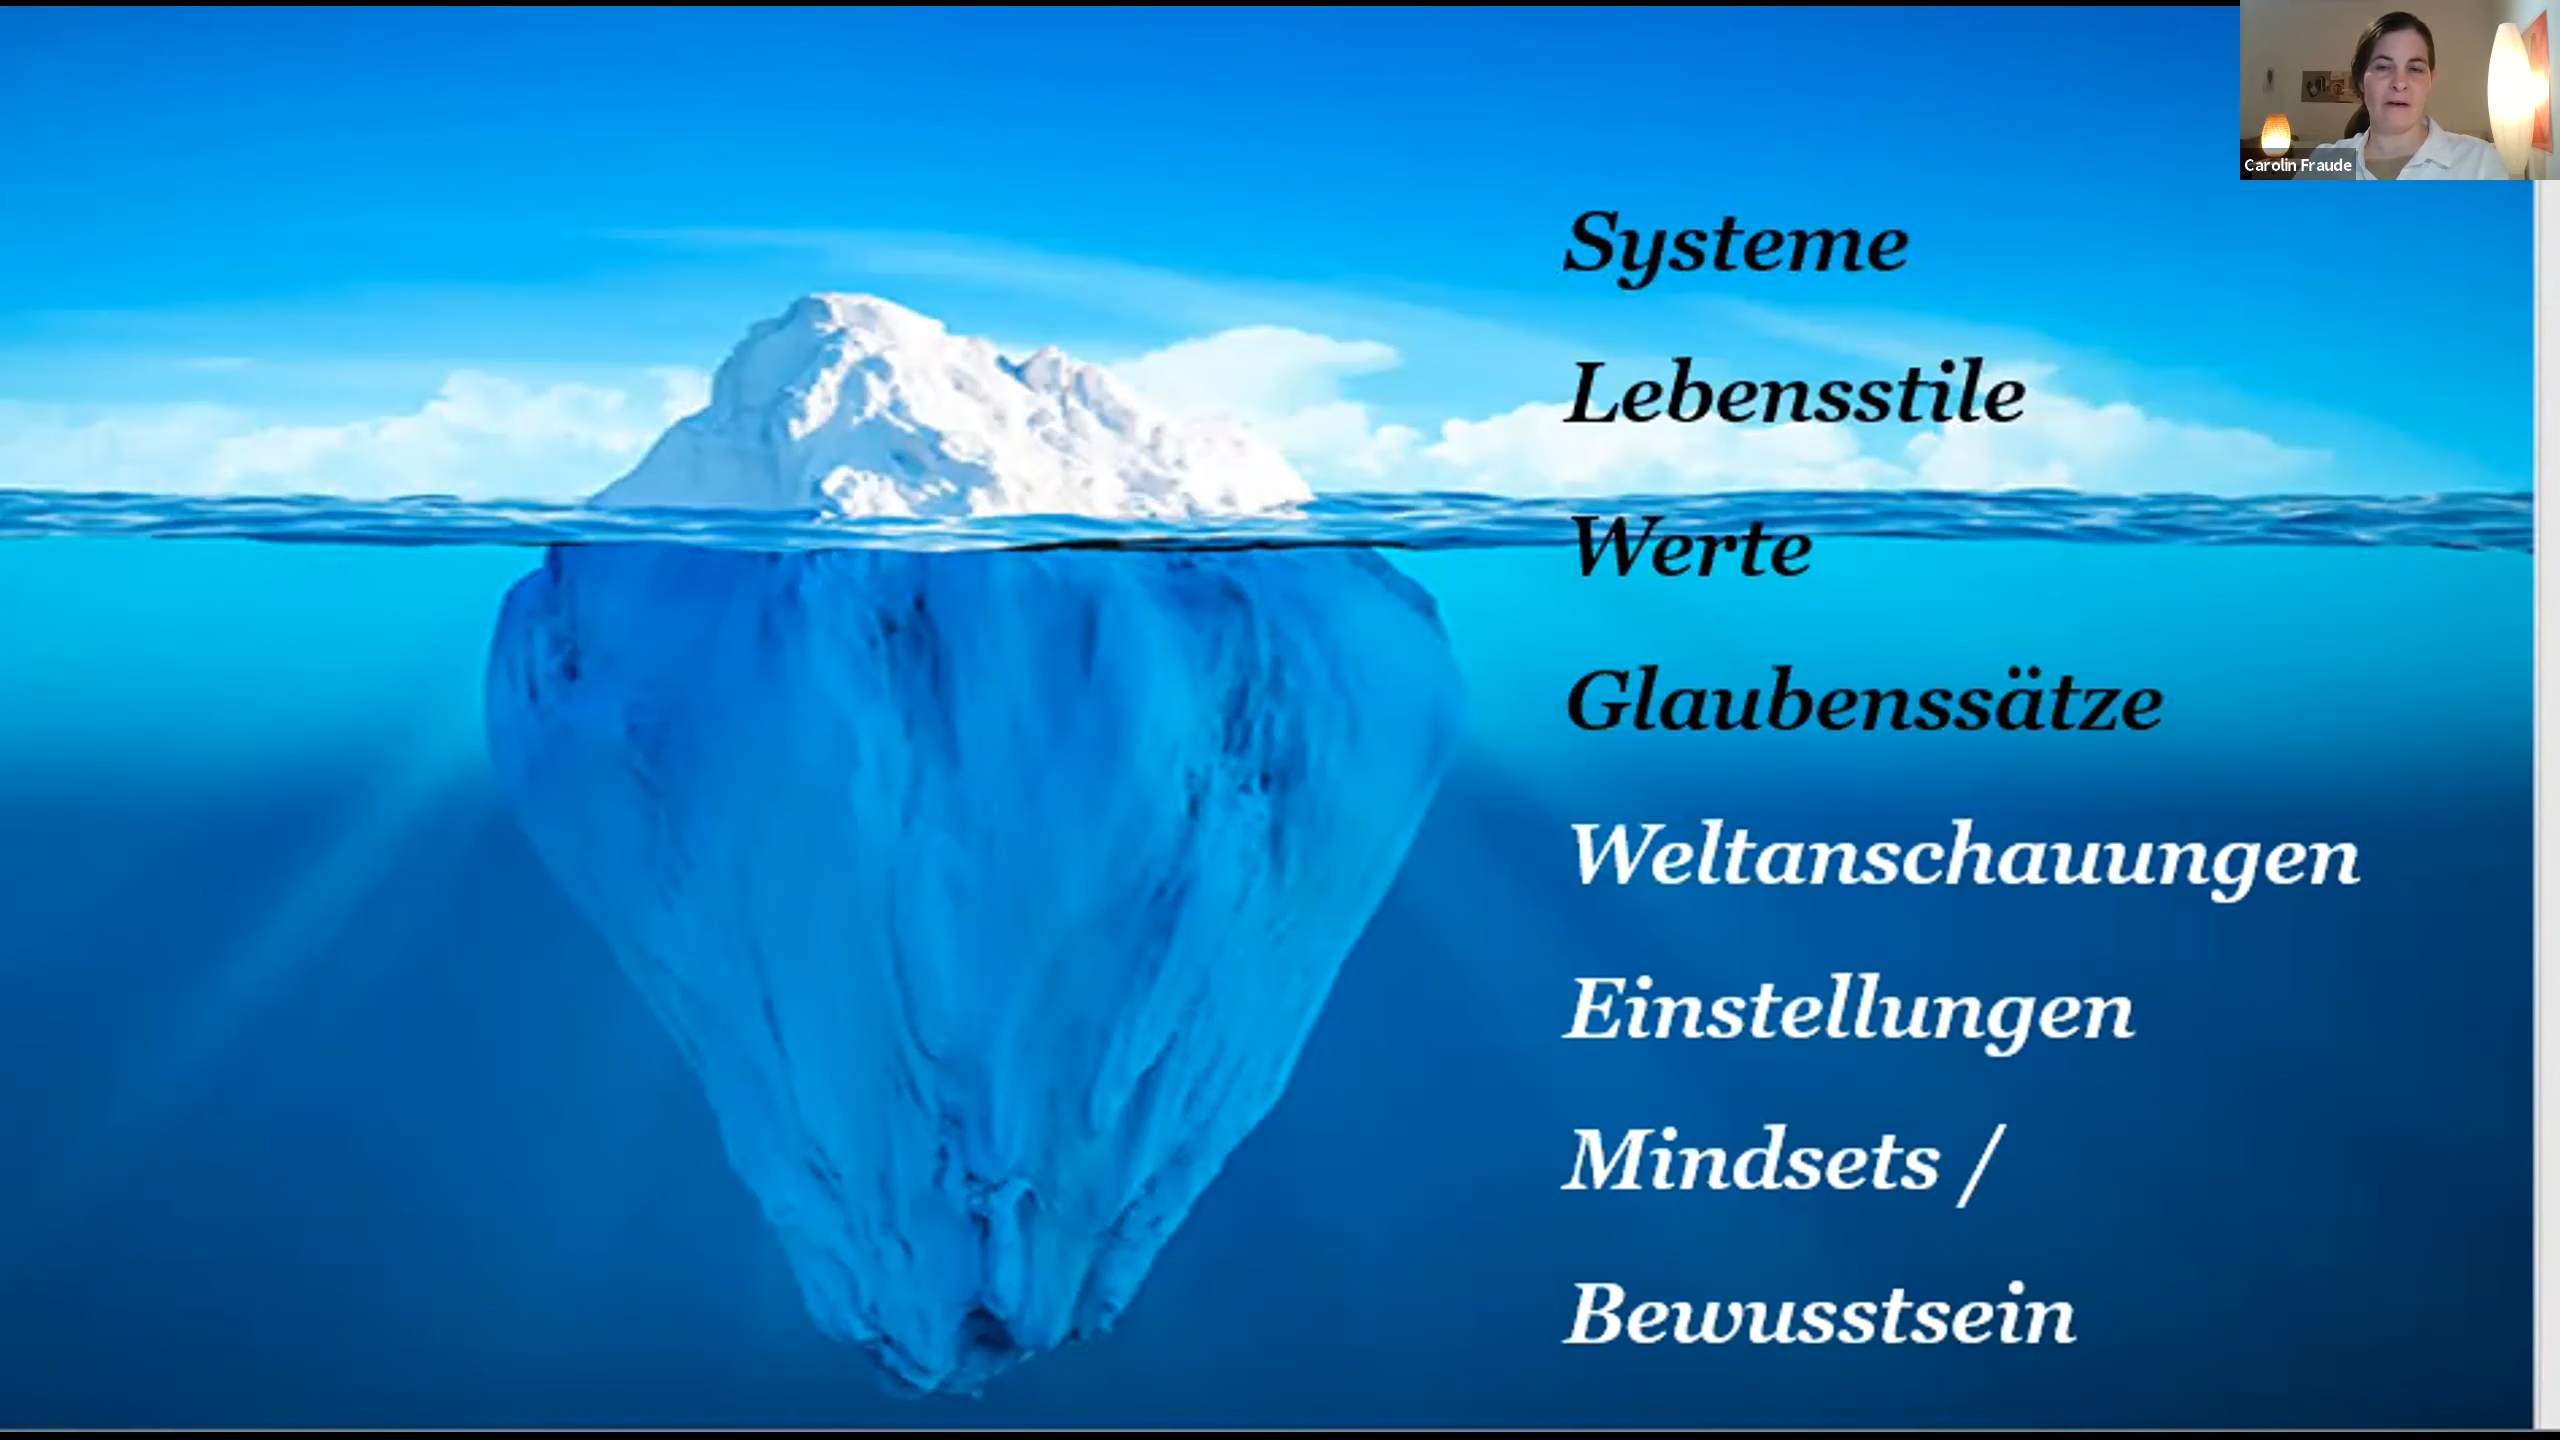 Carolin Fraude
Systeme
Lebensstile
Werte
Glaubenssätze
Weltanschauungen
Einstellungen
Mindsets /
Bewusstsein